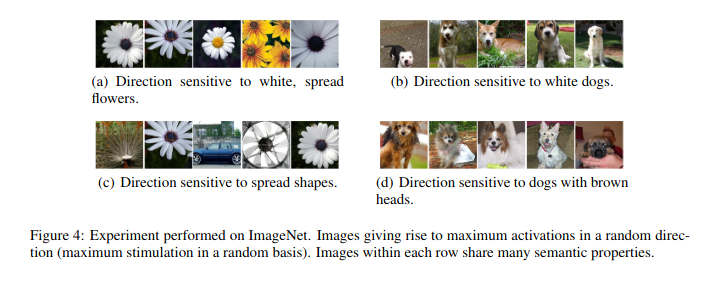 (a) Direction sensitive to white, spread
flowers.
(b) Direction sensitive to white dogs.
(c) Direction sensitive to spread shapes.
(d) Direction sensitive to dogs with brown
heads.
Figure 4: Experiment performed on ImageNet. Images giving rise to maximum activations in a random direc-
tion (maximum stimulation in a random basis). Images within each row share many semantic properties.